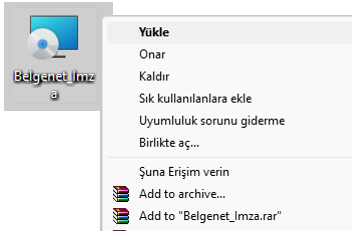 Belgenet_Imz
a
Yükle
Onar
Kaldır
Sık kullanılanlara ekle
Uyumluluk sorunu giderme
Birlikte aç...
Şuna Erişim verin
Add to archive...
Add to "Belgenet_Imza.rar"